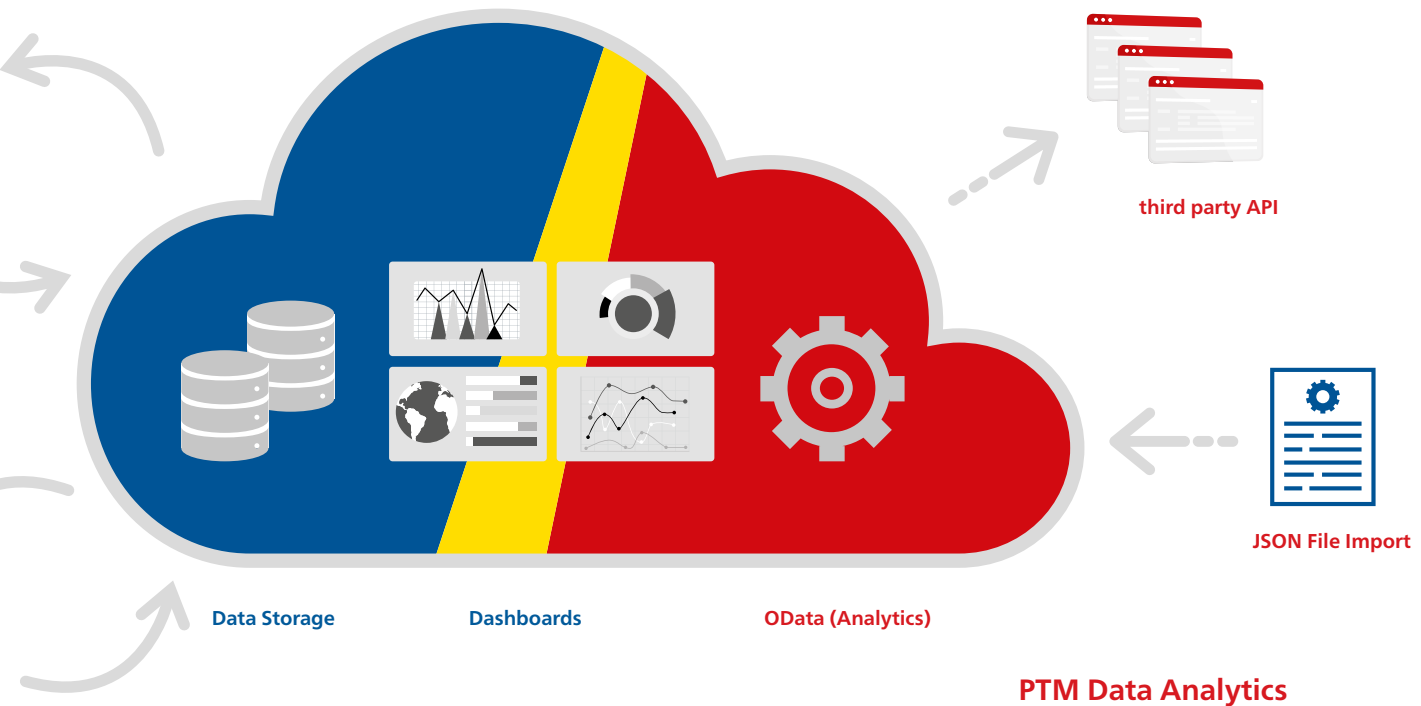 third party API
JSON File Import
Data Storage
Dashboards
OData (Analytics)
PTM Data Analytics